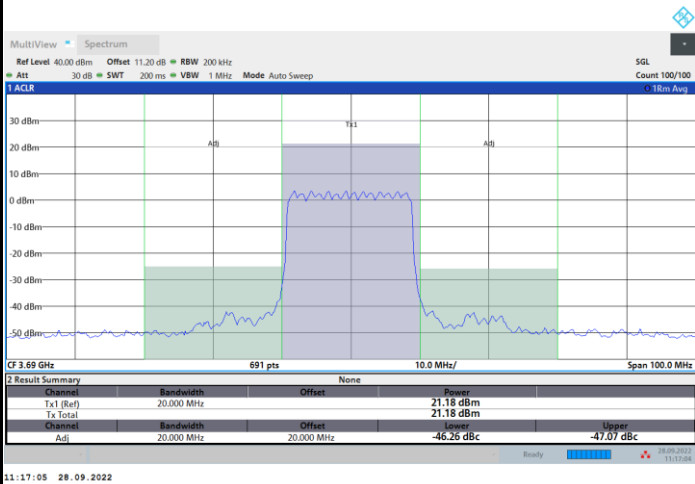 MultiView Spectrum
Ref Level 40.00 dBm Offset 11.20 dB RBW 200 kHz SGL
Att 30 dB SWT 200 ms VBW 1 MHz Mode Auto Sweep Count 100/100
1 ACLR 1Rm Avg
30 dBm
Tx1
20 dBm Adj Adj
10 dBm
0 dBm
-10 dBm
-20 dBm
-30 dBm
-40 dBm
-50 dBm
CF 3.69 GHz 691 pts 10.0 MHz/ Span 100.0 MHz
2 Result Summary None
Channel Bandwidth Offset Power
Tx1 (Ref) 20.000 MHz 21.18 dBm
Tx Total 21.18 dBm
Channel Bandwidth Offset Lower Upper
Adj 20.000 MHz 20.000 MHz -46.26 dBc -47.07 dBc
Ready 28.09.2022
11:17:04
11:17:05 28.09.2022